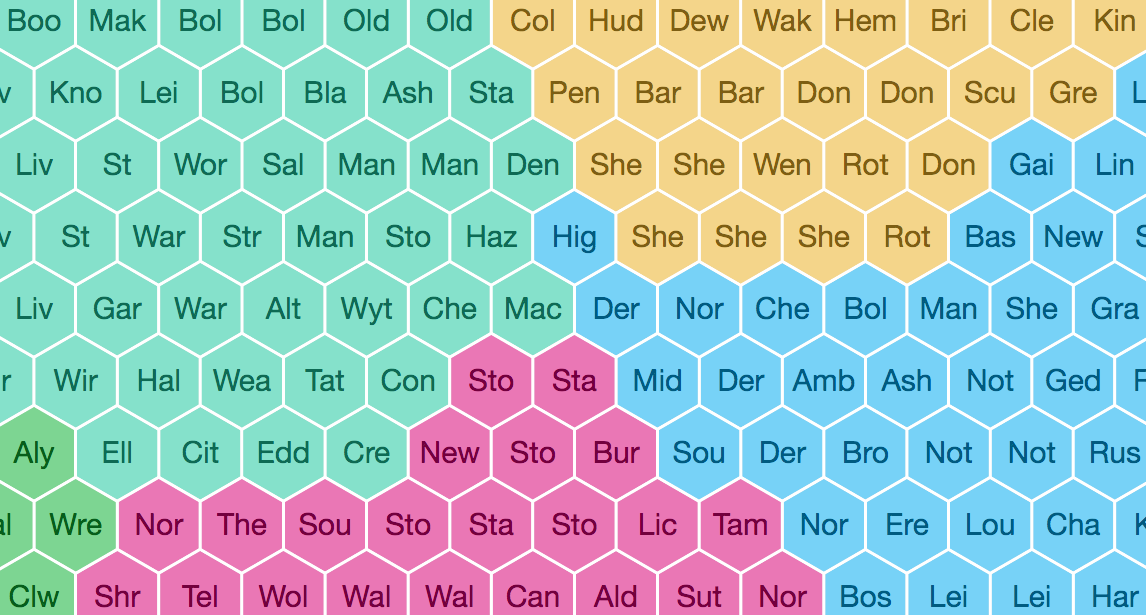 Boo Mak Bol Bol Old Old Col Hud Dew Wak Hem Bri Cle Kin
Kno Lei Bol Bla Ash Sta Pen Bar Bar Don Don Scu Gre
Liv St Wor Sal Man Man Den She She Wen Rot Don Gai Lin
St War Str Man Sto Haz Hig She She She Rot Bas New
Liv Gar War Alt Wyt Che Mac Der Nor Che Bol Man She Gra
Wir Hal Wea Tat Con Sto Sta Mid Der Amb Ash Not Ged
Aly Ell Cit Edd Cre New Sto Bur Sou Der Bro Not Not Rus
Wre Nor The Sou Sto Sta Sto Lic Tam Nor Ere Lou Cha
Clw Shr Tel Wol Wal Wal Can Ald Sut Nor Bos Lei Lei Har